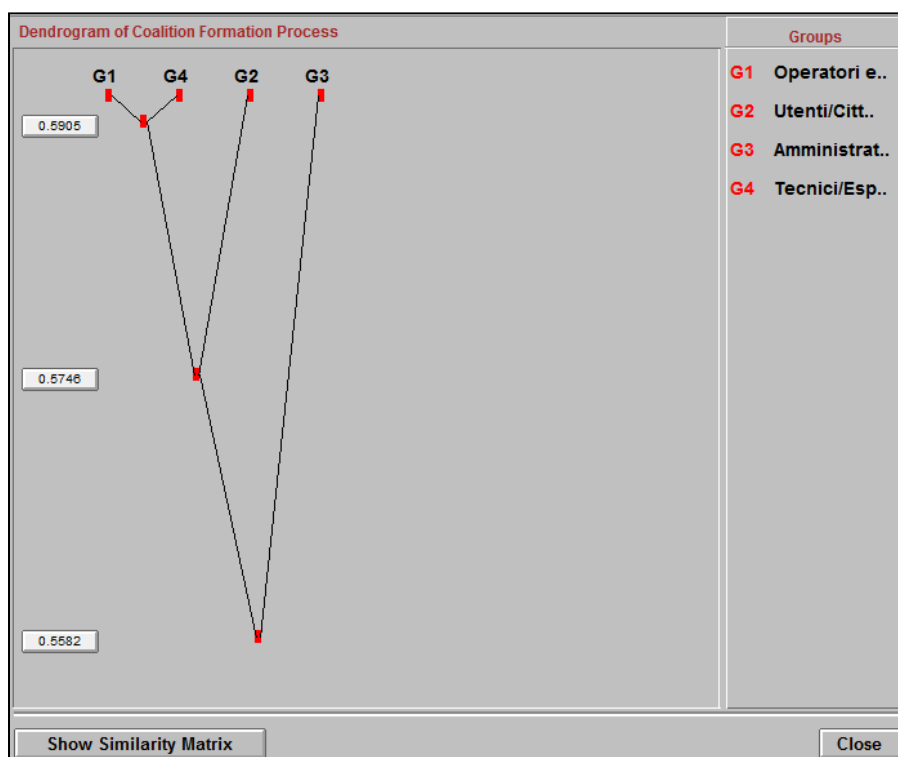 Dendrogram of Coalition Formation Process
Groups
G1 G4 G2 G3
G1 Operatori e..
G2 Utenti/Citt..
G3 Amministrat..
G4 Tecnici/Esp..
0.5905
0.5746
0.5582
Show Similarity Matrix
Close